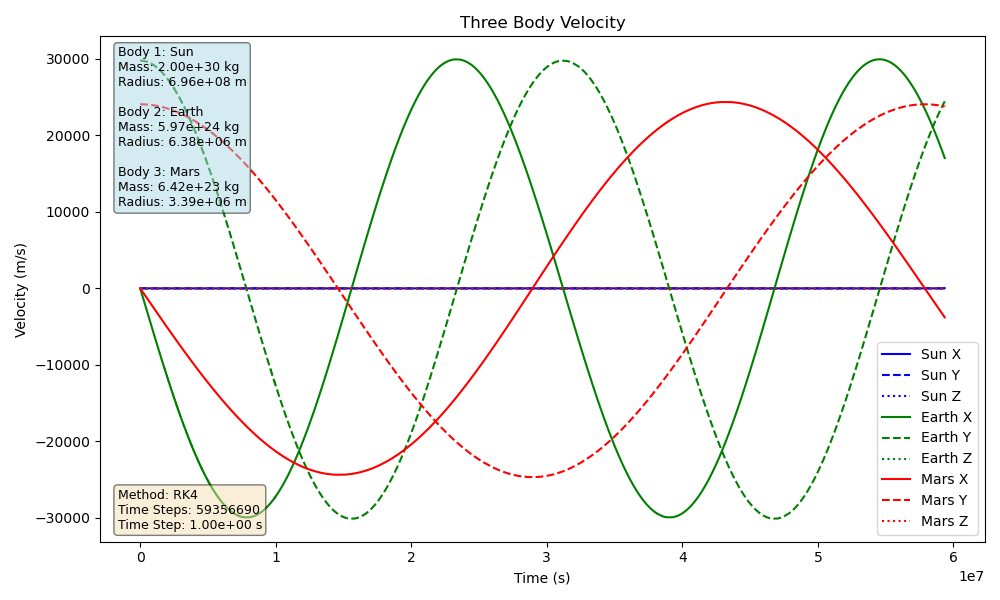 Three Body Velocity
Body 1: Sun
Mass: 2.00e+30 kg
Radius: 6.96e+08 m
Body 2: Earth
Mass: 5.97e+24 kg
Radius: 6.38e+06 m
Body 3: Mars
Mass: 6.42e+23 kg
Radius: 3.39e+06 m
Velocity (m/s)
30000
20000
10000
0
−10000
−20000
−30000
Sun X
Sun Y
Sun Z
Earth X
Earth Y
Earth Z
Mars X
Mars Y
Mars Z
Method: RK4
Time Steps: 59356690
Time Step: 1.00e+00 s
0 1 2 3 4 5 6
1e7
Time (s)